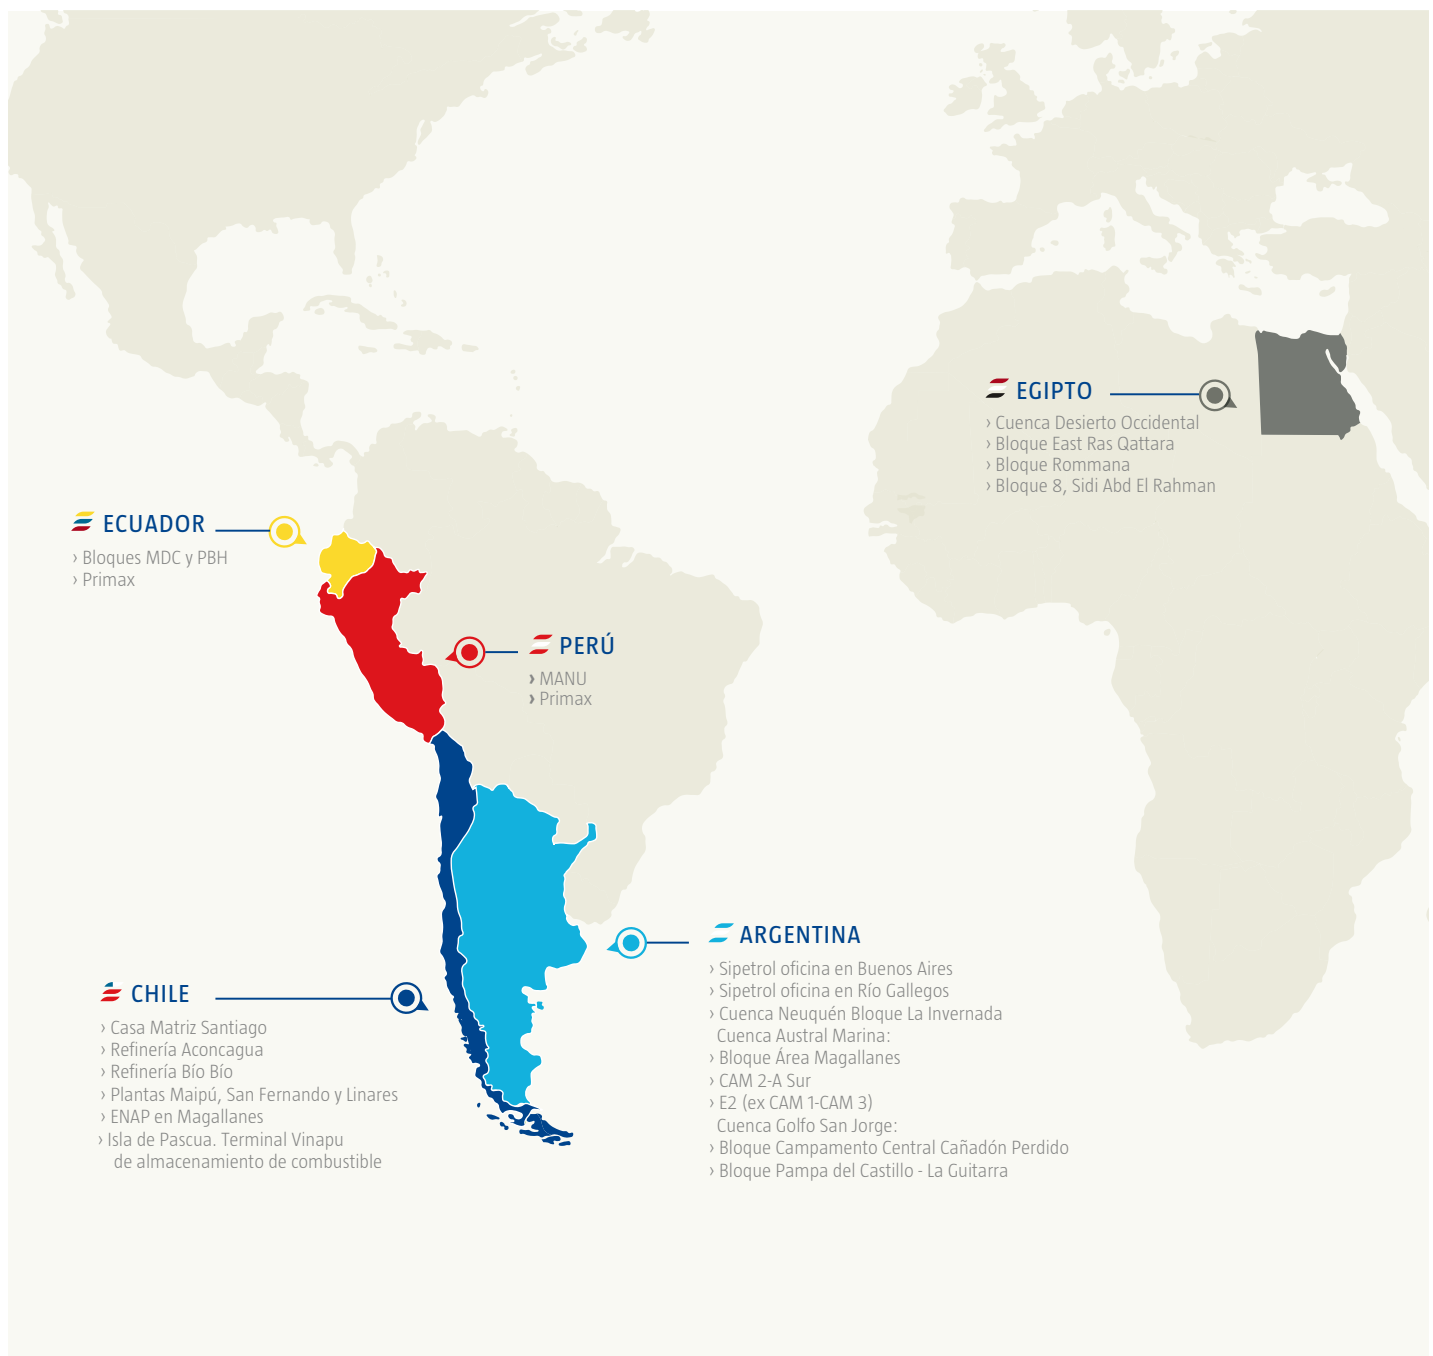 EGIPTO
› Cuenca Desierto Occidental
› Bloque East Ras Qattara
› Bloque Rommana
› Bloque 8, Sidi Abd El Rahman
ECUADOR
› Bloques MDC y PBH
› Primax
PERÚ
› MANU
› Primax
ARGENTINA
› Sipetrol oficina en Buenos Aires
› Sipetrol oficina en Río Gallegos
› Cuenca Neuquén Bloque La Invernada
Cuenca Austral Marina:
› Bloque Área Magallanes
› CAM 2-A Sur
› E2 (ex CAM 1-CAM 3)
Cuenca Golfo San Jorge:
› Bloque Campamento Central Cañadón Perdido
› Bloque Pampa del Castillo - La Guitarra
CHILE
› Casa Matriz Santiago
› Refinería Aconcagua
› Refinería Bío Bío
› Plantas Maipú, San Fernando y Linares
› ENAP en Magallanes
› Isla de Pascua. Terminal Vinapu
de almacenamiento de combustible